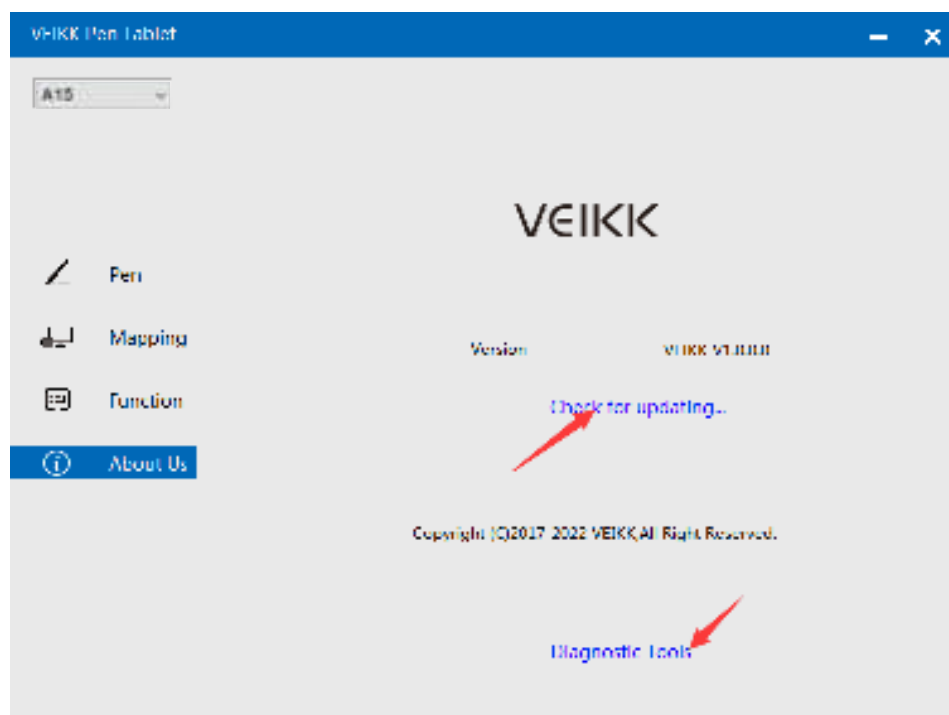 VEIKK Pen Tablet
A15
VEIKK
Pen
Mapping
Version
Function
Check for updating...
About Us
Copyright (C)2017-2022 VEIKK,All Right Reserved.
Diagnostic Tools